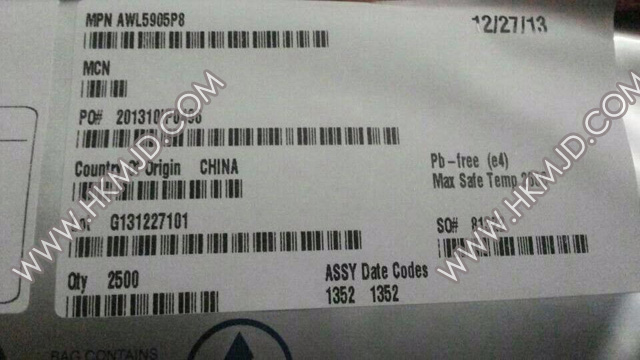 MPN AWL5905P8
12/27/13
MCN
PO#
Country Of Origin CHINA
Pb-free (e4)
Max Safe Temp
G131227101
SO#
Qty 2500
ASSY Date Codes
1352 1352
BAG CONTAINS
WWW.HKMJD.COM
WWW.HKMJD.COM